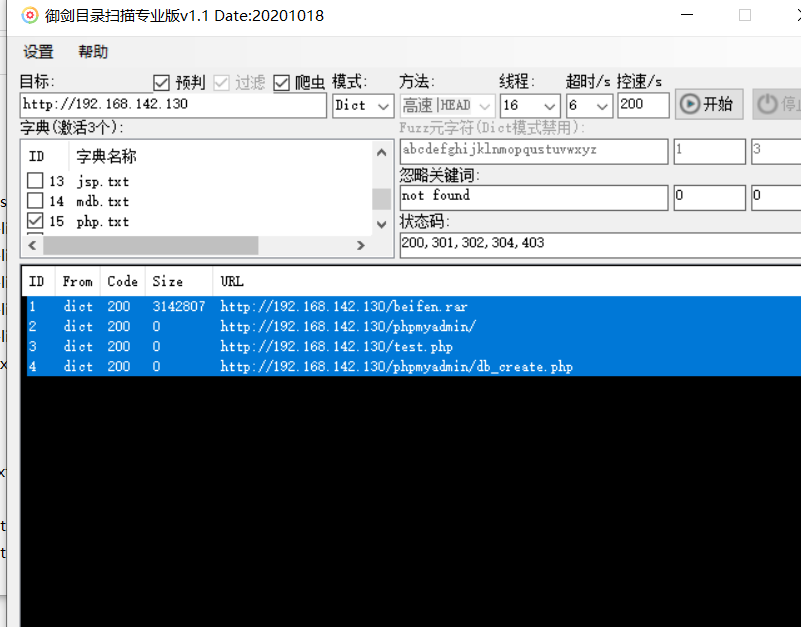 御剑目录扫描专业版v1.1 Date:20201018
设置 帮助
目标: 预判 过滤 爬虫 模式: 方法: 线程: 超时/s 控速/s
http://192.168.142.130 Dict 高速|HEAD 16 6 200 开始
字典(激活3个): Fuzz元字符(Dict模式禁用):
ID 字典名称 abcdefghijklnmopqustuvwxyz 1 3
13 jsp.txt 忽略关键词:
14 mdb.txt not found 0 0
15 php.txt 状态码:
200,301,302,304,403
ID From Code Size URL
1 dict 200 3142807 http://192.168.142.130/beifen.rar
2 dict 200 0 http://192.168.142.130/phpmyadmin/
3 dict 200 0 http://192.168.142.130/test.php
4 dict 200 0 http://192.168.142.130/phpmyadmin/db_create.php